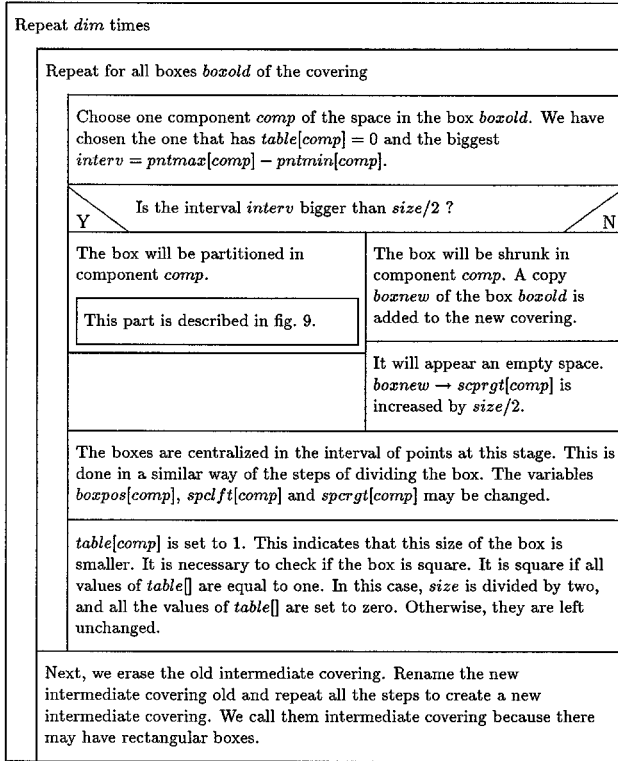 Repeat dim times
Repeat for all boxes boxold of the covering
Choose one component comp of the space in the box boxold. We have
chosen the one that has table[comp] = 0 and the biggest
interv = pntmax[comp] − pntmin[comp].
Is the interval interv bigger than size/2 ?
Y
N
The box will be partitioned in
component comp.
This part is described in fig. 9.
The box will be shrunk in
component comp. A copy
boxnew of the box boxold is
added to the new covering.
It will appear an empty space.
boxnew → scprgt[comp] is
increased by size/2.
The boxes are centralized in the interval of points at this stage. This is
done in a similar way of the steps of dividing the box. The variables
boxpos[comp], spclft[comp] and spcrgt[comp] may be changed.
table[comp] is set to 1. This indicates that this size of the box is
smaller. It is necessary to check if the box is square. It is square if all
values of table[] are equal to one. In this case, size is divided by two,
and all the values of table[] are set to zero. Otherwise, they are left
unchanged.
Next, we erase the old intermediate covering. Rename the new
intermediate covering old and repeat all the steps to create a new
intermediate covering. We call them intermediate covering because there
may have rectangular boxes.